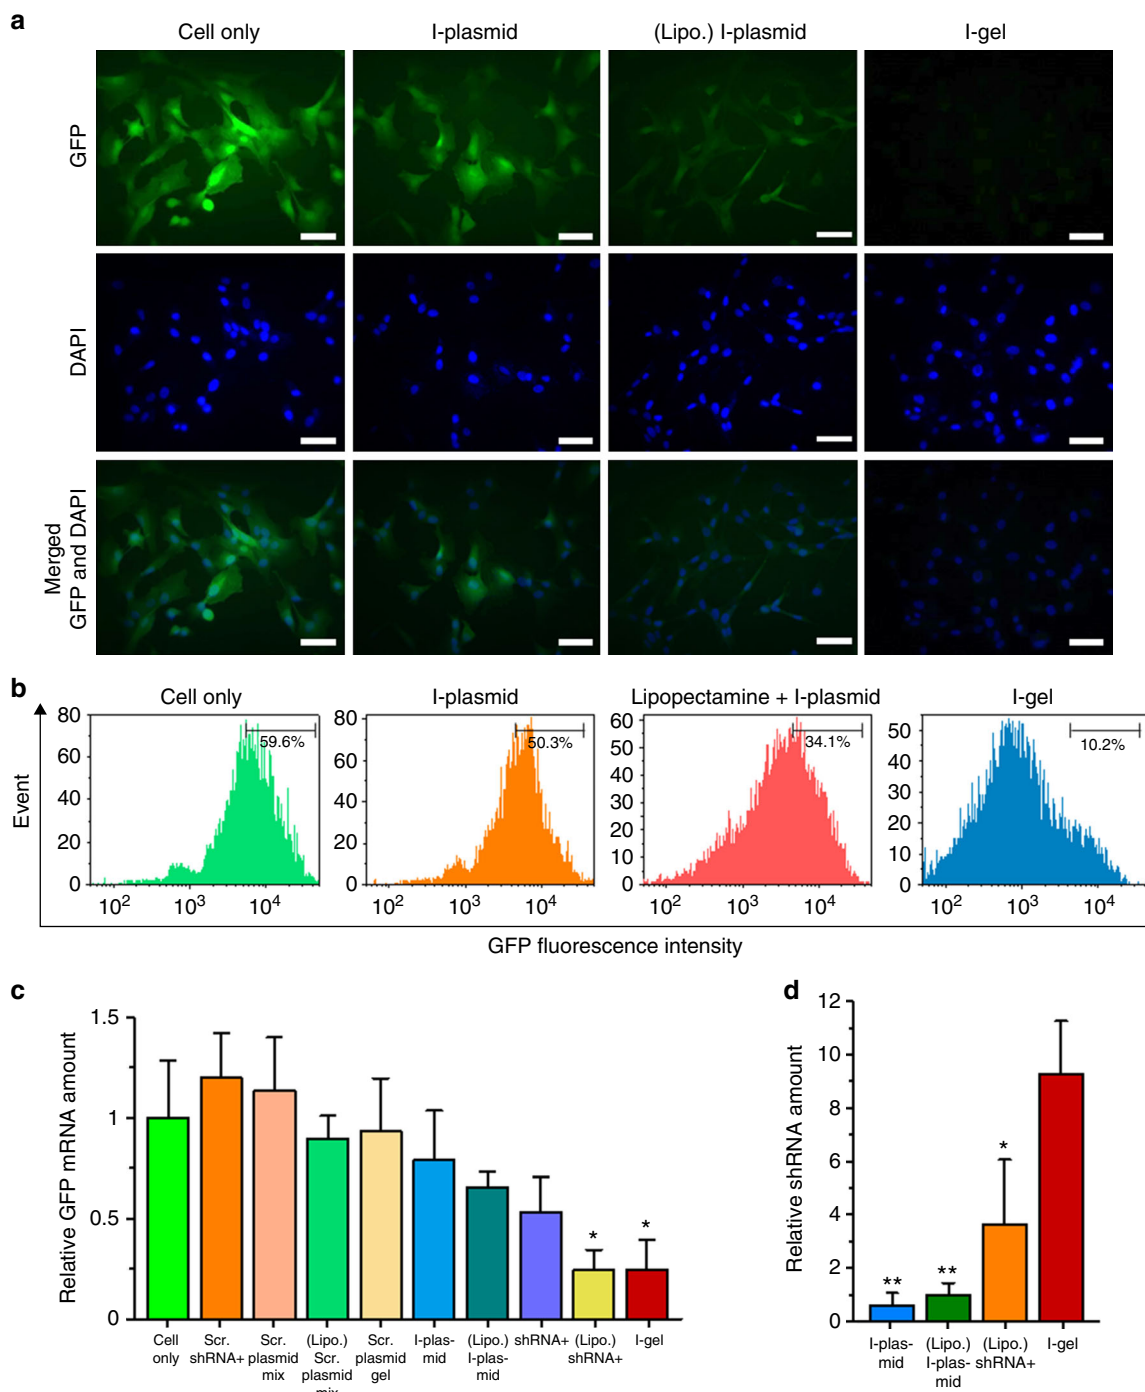 a
Cell only
I-plasmid
(Lipo.) I-plasmid
I-gel
GFP
DAPI
Merged
GFP and DAPI
b
Cell only
I-plasmid
Lipopectamine + I-plasmid
I-gel
Event
80
60
40
20
0
59.6%
10² 10³ 10⁴
80
60
40
20
0
50.3%
10² 10³ 10⁴
60
50
40
30
20
10
0
34.1%
10² 10³ 10⁴
50
40
30
20
10
0
10.2%
10² 10³ 10⁴
GFP fluorescence intensity
c
Relative GFP mRNA amount
1.5
1
0.5
0
*
*
Cell
only
Scr.
shRNA+
Scr.
plasmid
mix
(Lipo.)
Scr.
plasmid
mix
Scr.
plasmid
gel
I-plas-
mid
(Lipo.)
I-plas-
mid
shRNA+
(Lipo.)
shRNA+
I-gel
d
Relative shRNA amount
12
10
8
6
4
2
0
**
**
*
I-plas-
mid
(Lipo.)
I-plas-
mid
(Lipo.)
shRNA+
I-gel